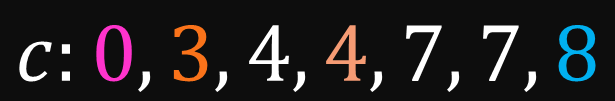 c: 0, 3, 4, 4, 7, 7, 8